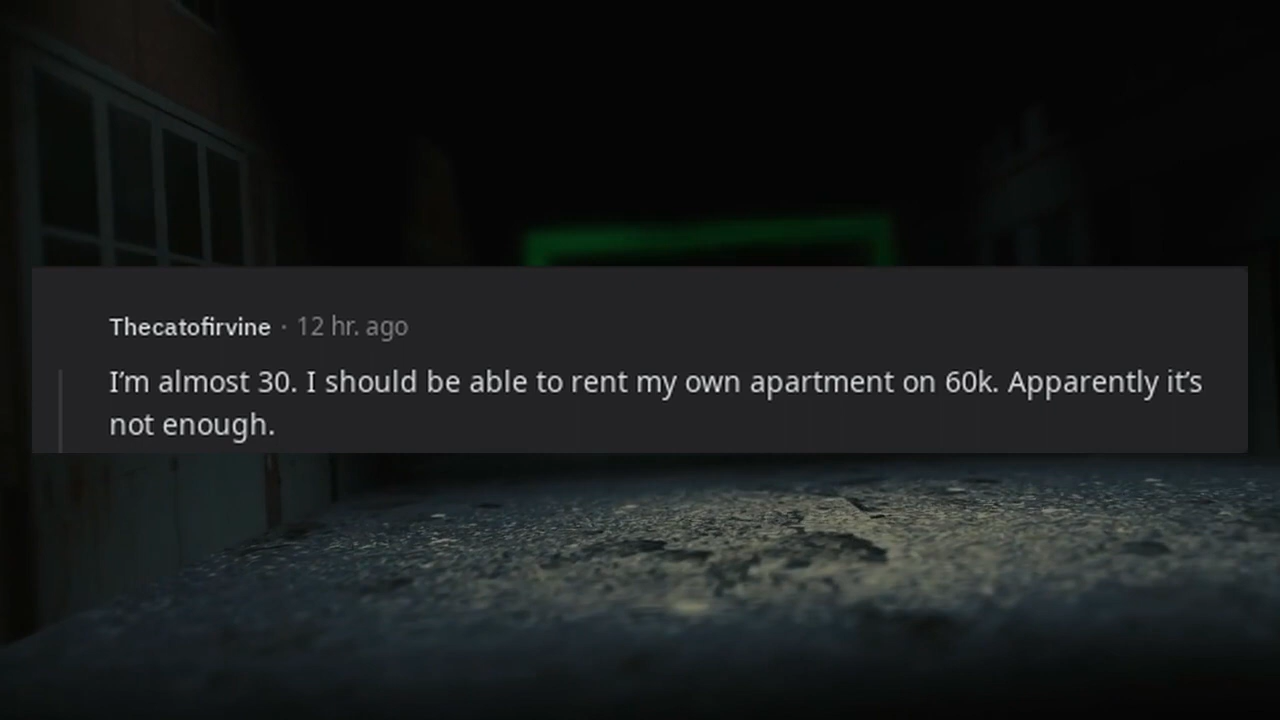 Thecatofirvine · 12 hr. ago
I’m almost 30. I should be able to rent my own apartment on 60k. Apparently it’s
not enough.